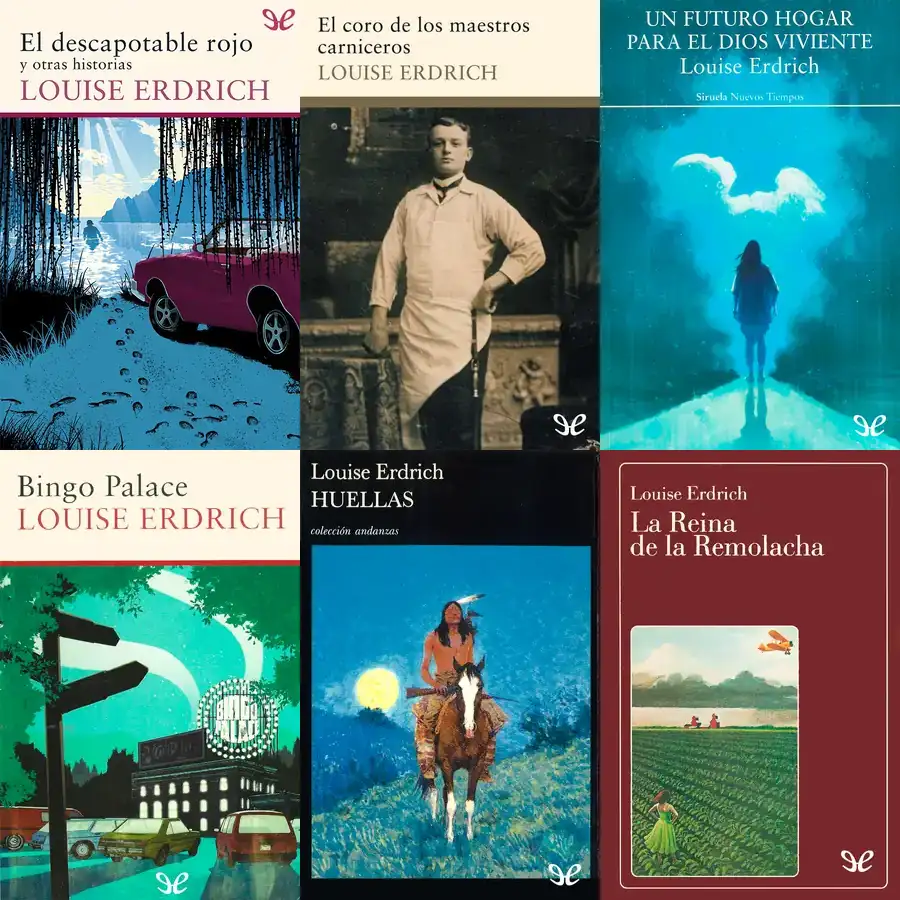 El descapotable rojo
y otras historias
LOUISE ERDRICH
El coro de los maestros
carniceros
LOUISE ERDRICH
UN FUTURO HOGAR
PARA EL DIOS VIVIENTE
Louise Erdrich
Siruela Nuevos Tiempos
Bingo Palace
LOUISE ERDRICH
BINGO
PALACE
Louise Erdrich
HUELLAS
colección andanzas
Louise Erdrich
La Reina
de la Remolacha